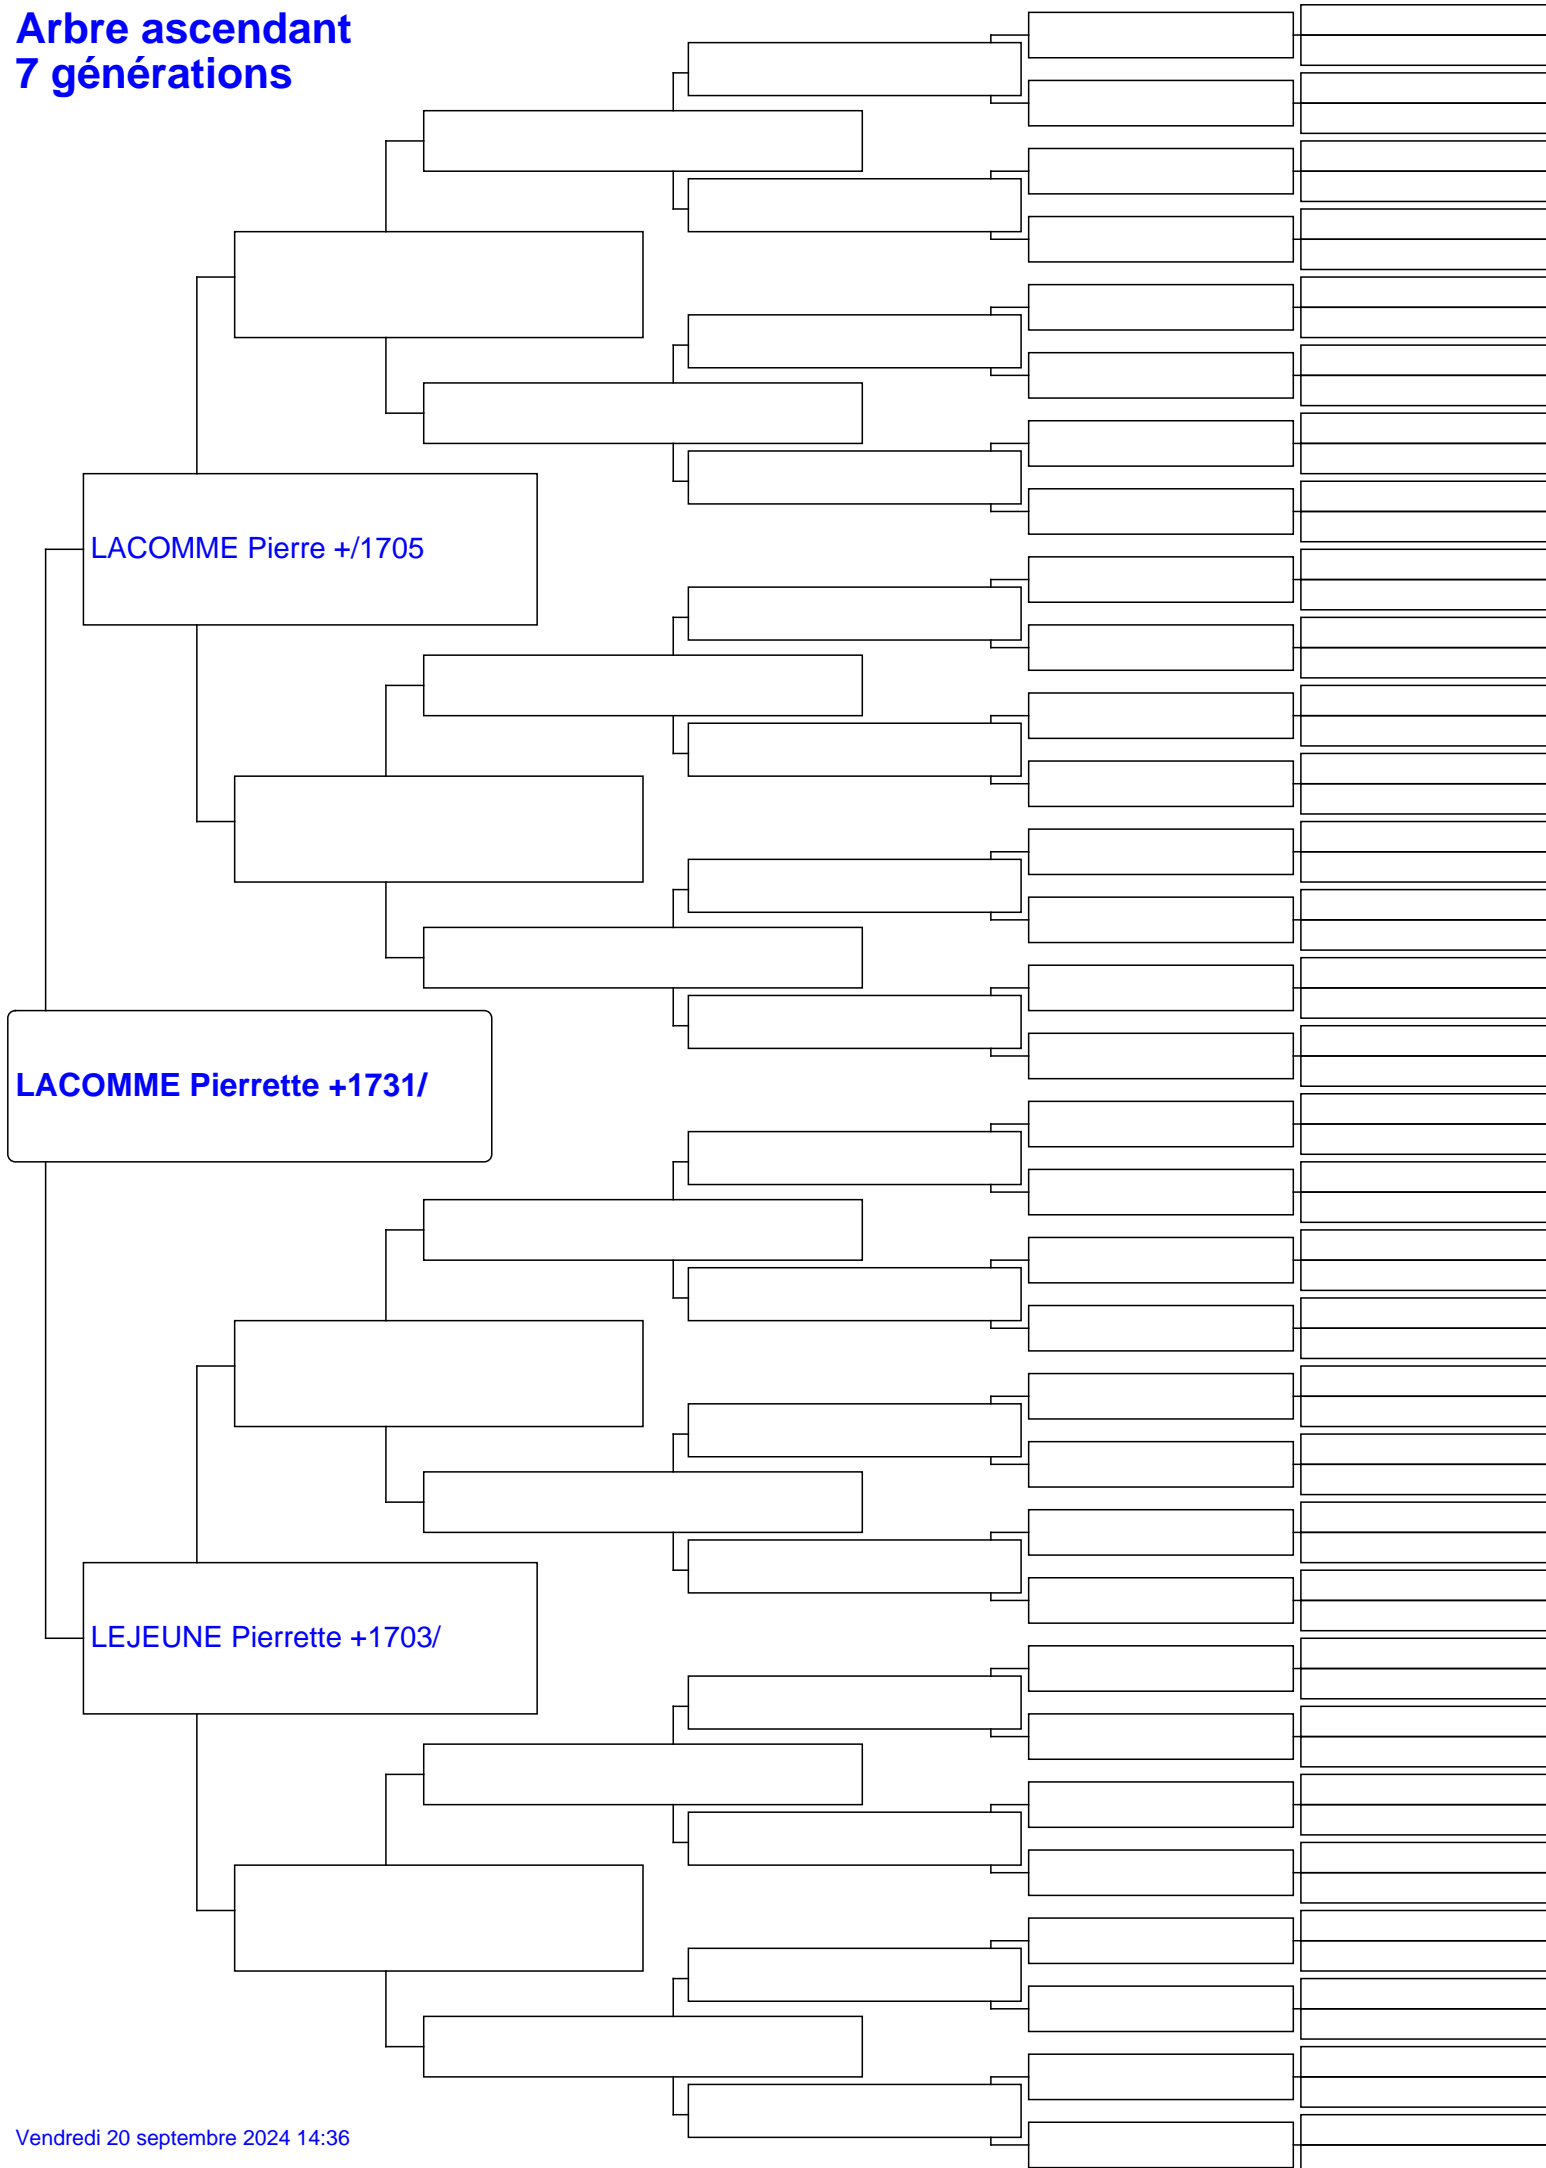 Arbre ascendant
7 générations
LACOMME Pierre +/1705
LACOMME Pierrette +1731/
LEJEUNE Pierrette +1703/
Vendredi 20 septembre 2024 14:36